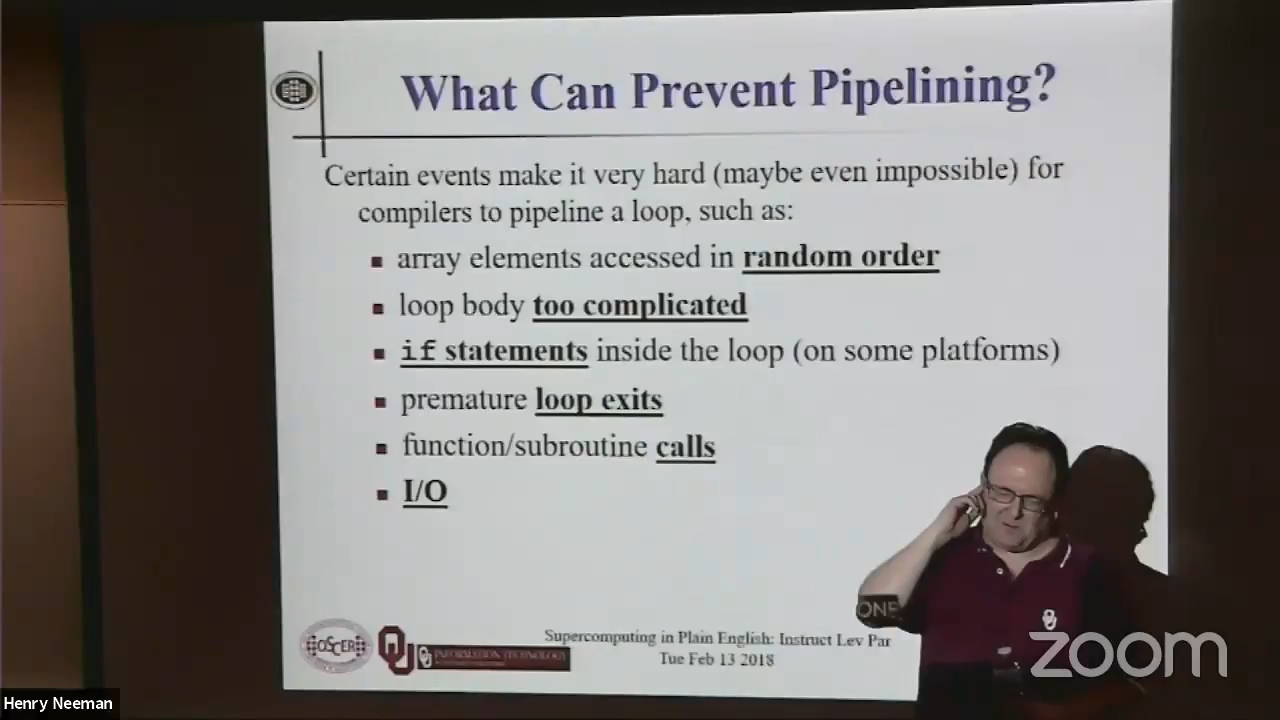 What Can Prevent Pipelining?
Certain events make it very hard (maybe even impossible) for
compilers to pipeline a loop, such as:
array elements accessed in random order
loop body too complicated
if statements inside the loop (on some platforms)
premature loop exits
function/subroutine calls
I/O
OSCER
OU
INFORMATION TECHNOLOGY
Supercomputing in Plain English: Instruct Lev Par
Tue Feb 13 2018
ONE
zoom
Henry Neeman